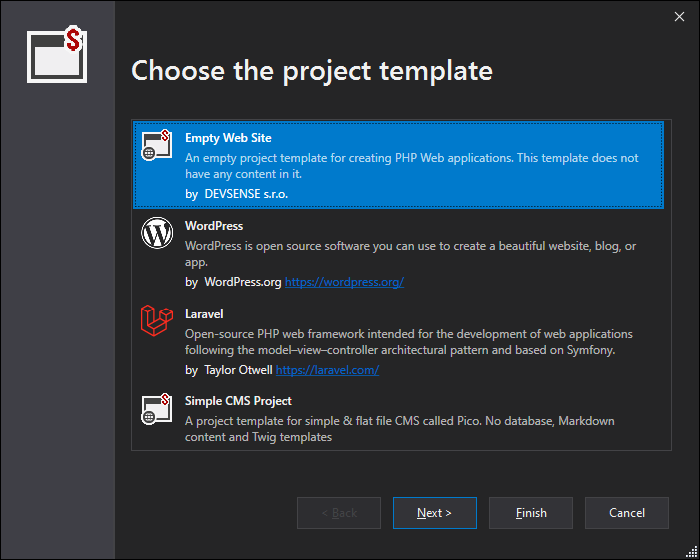 Choose the project template
Empty Web Site
An empty project template for creating PHP Web applications. This template does not
have any content in it.
by DEVSENSE s.r.o.
WordPress
WordPress is open source software you can use to create a beautiful website, blog, or
app.
by WordPress.org https://wordpress.org/
Laravel
Open-source PHP web framework intended for the development of web applications
following the model–view–controller architectural pattern and based on Symfony.
by Taylor Otwell https://laravel.com/
Simple CMS Project
A project template for simple & flat file CMS called Pico. No database, Markdown
content and Twig templates
< Back
Next >
Finish
Cancel